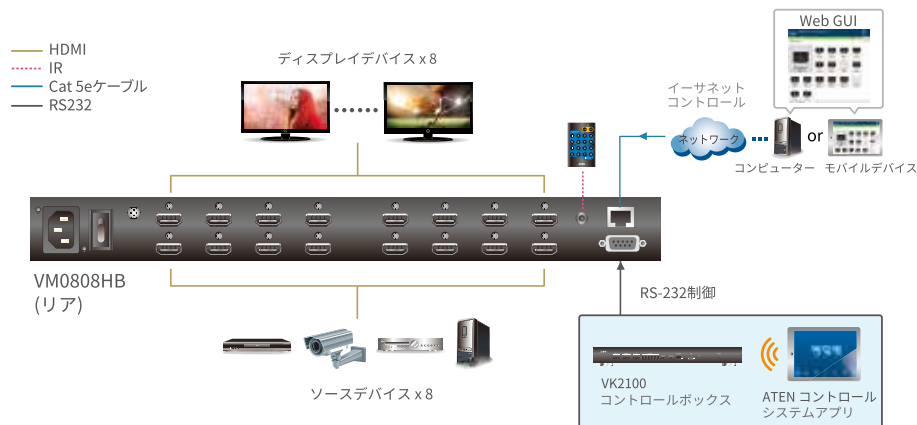 HDMI
IR
Cat 5eケーブル
RS232
ディスプレイデバイス x 8
Web GUI
イーサネット
コントロール
ネットワーク
or
コンピューター
モバイルデバイス
VM0808HB
(リア)
RS-232制御
ソースデバイス x 8
VK2100
コントロールボックス
ATEN コントロール
システムアプリ